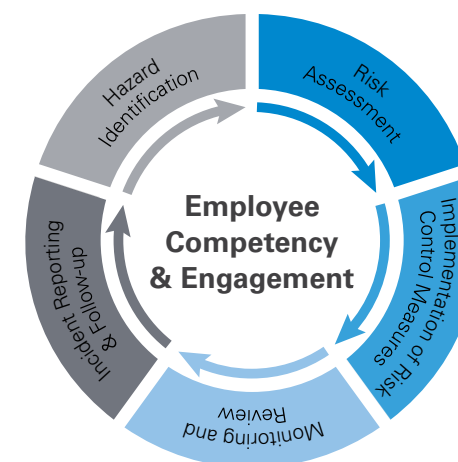 Hazard
Identification
Risk
Assessment
Implementation of Risk
Control Measures
Monitoring and
Review
Incident Reporting
& Follow-up
Employee
Competency
& Engagement